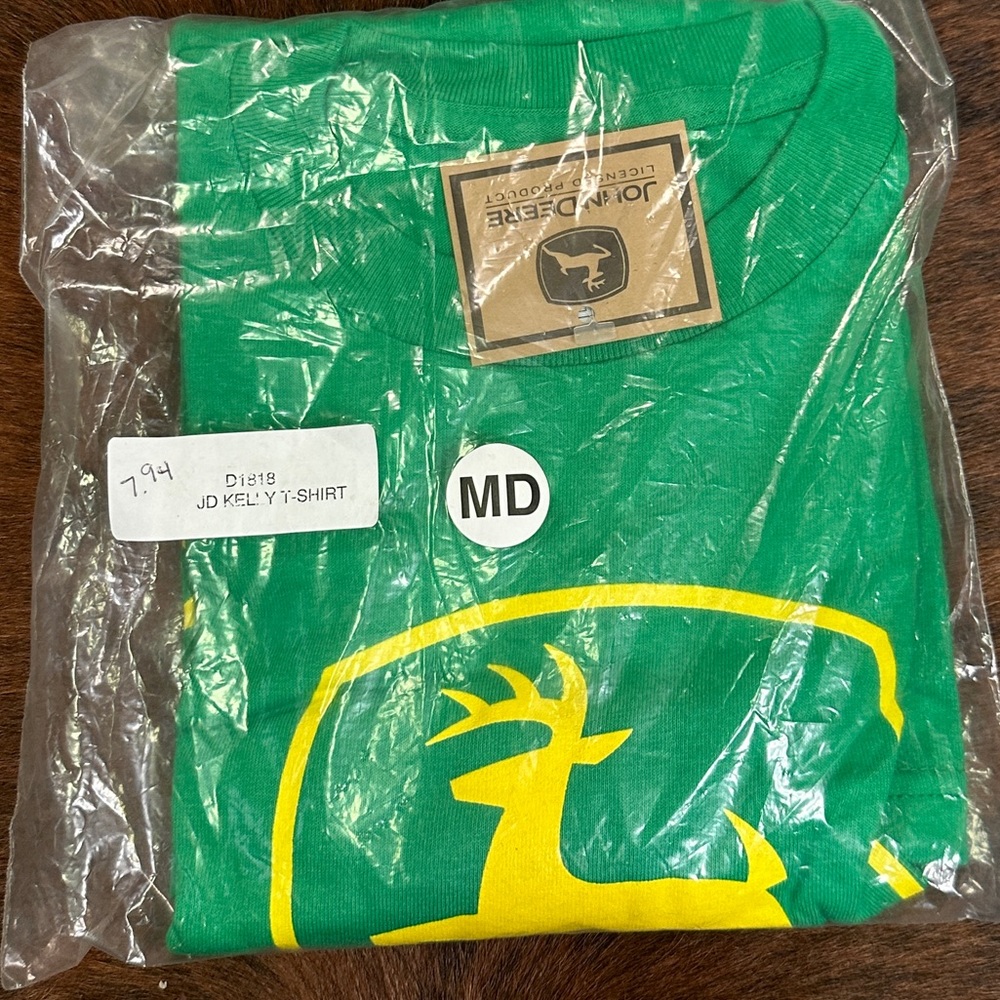 JOHN DEERE
LICENSED PRODUCT
7.94
D1818
JD KELLY T-SHIRT
MD